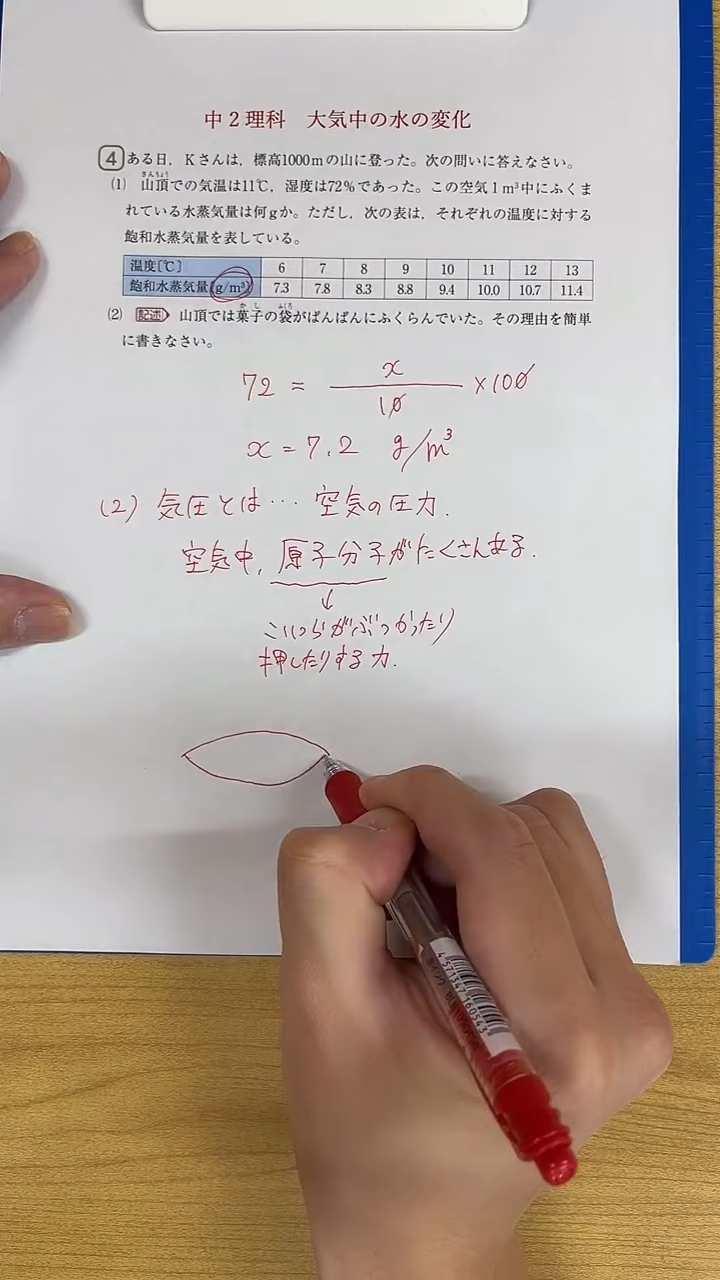 中２理科　大気中の水の変化
4 ある日，Ｋさんは，標高1000mの山に登った。次の問いに答えなさい。
さんちょう
(1) 山頂での気温は11℃，湿度は72％であった。この空気１m³中にふくま
れている水蒸気量は何gか。ただし，次の表は，それぞれの温度に対する
飽和水蒸気量を表している。
温度〔℃〕 6 7 8 9 10 11 12 13
飽和水蒸気量〔g/m³〕 7.3 7.8 8.3 8.8 9.4 10.0 10.7 11.4
かし ふくろ
(2) 記述 山頂では菓子の袋がぱんぱんにふくらんでいた。その理由を簡単
に書きなさい。
72 = x/10 ×100
x = 7.2 g/m³
(2) 気圧とは… 空気の圧力.
空気中, 原子分子がたくさんある.
↓
こいつらがぶつかったり
押したりする力.
4571347160543